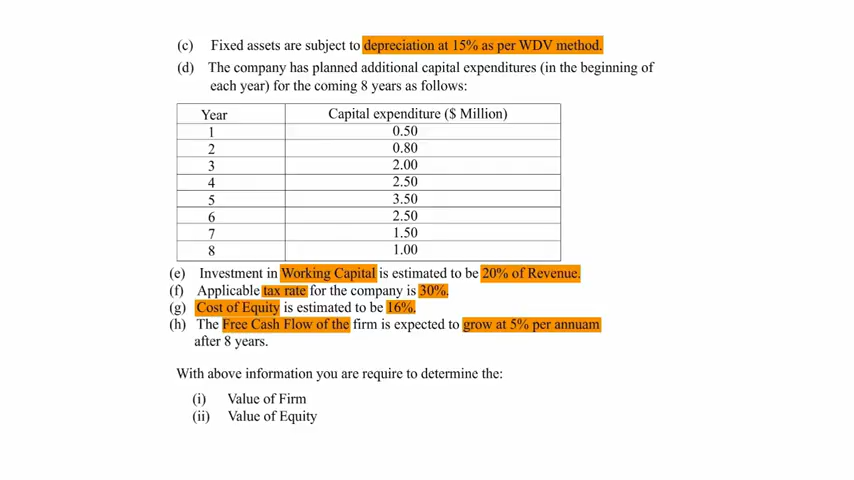 (c) Fixed assets are subject to depreciation at 15% as per WDV method.
(d) The company has planned additional capital expenditures (in the beginning of
each year) for the coming 8 years as follows:
Year Capital expenditure ($ Million)
1 0.50
2 0.80
3 2.00
4 2.50
5 3.50
6 2.50
7 1.50
8 1.00
(e) Investment in Working Capital is estimated to be 20% of Revenue.
(f) Applicable tax rate for the company is 30%.
(g) Cost of Equity is estimated to be 16%.
(h) The Free Cash Flow of the firm is expected to grow at 5% per annuam
after 8 years.
With above information you are require to determine the:
(i) Value of Firm
(ii) Value of Equity